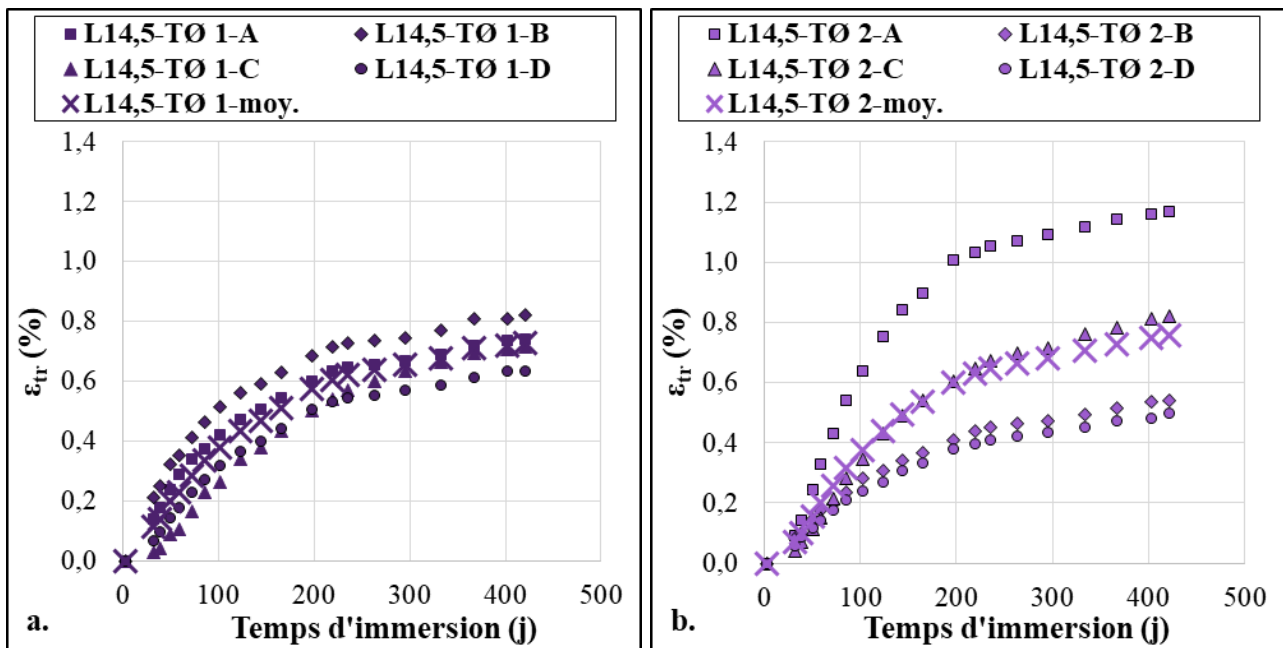 L14,5-TØ 1-A L14,5-TØ 1-B
L14,5-TØ 1-C L14,5-TØ 1-D
L14,5-TØ 1-moy.
1,4
1,2
1,0
0,8
0,6
0,4
0,2
0,0
εtr (%)
0 100 200 300 400 500
Temps d'immersion (j)
a.
L14,5-TØ 2-A L14,5-TØ 2-B
L14,5-TØ 2-C L14,5-TØ 2-D
L14,5-TØ 2-moy.
1,4
1,2
1,0
0,8
0,6
0,4
0,2
0,0
εtr (%)
0 100 200 300 400 500
Temps d'immersion (j)
b.